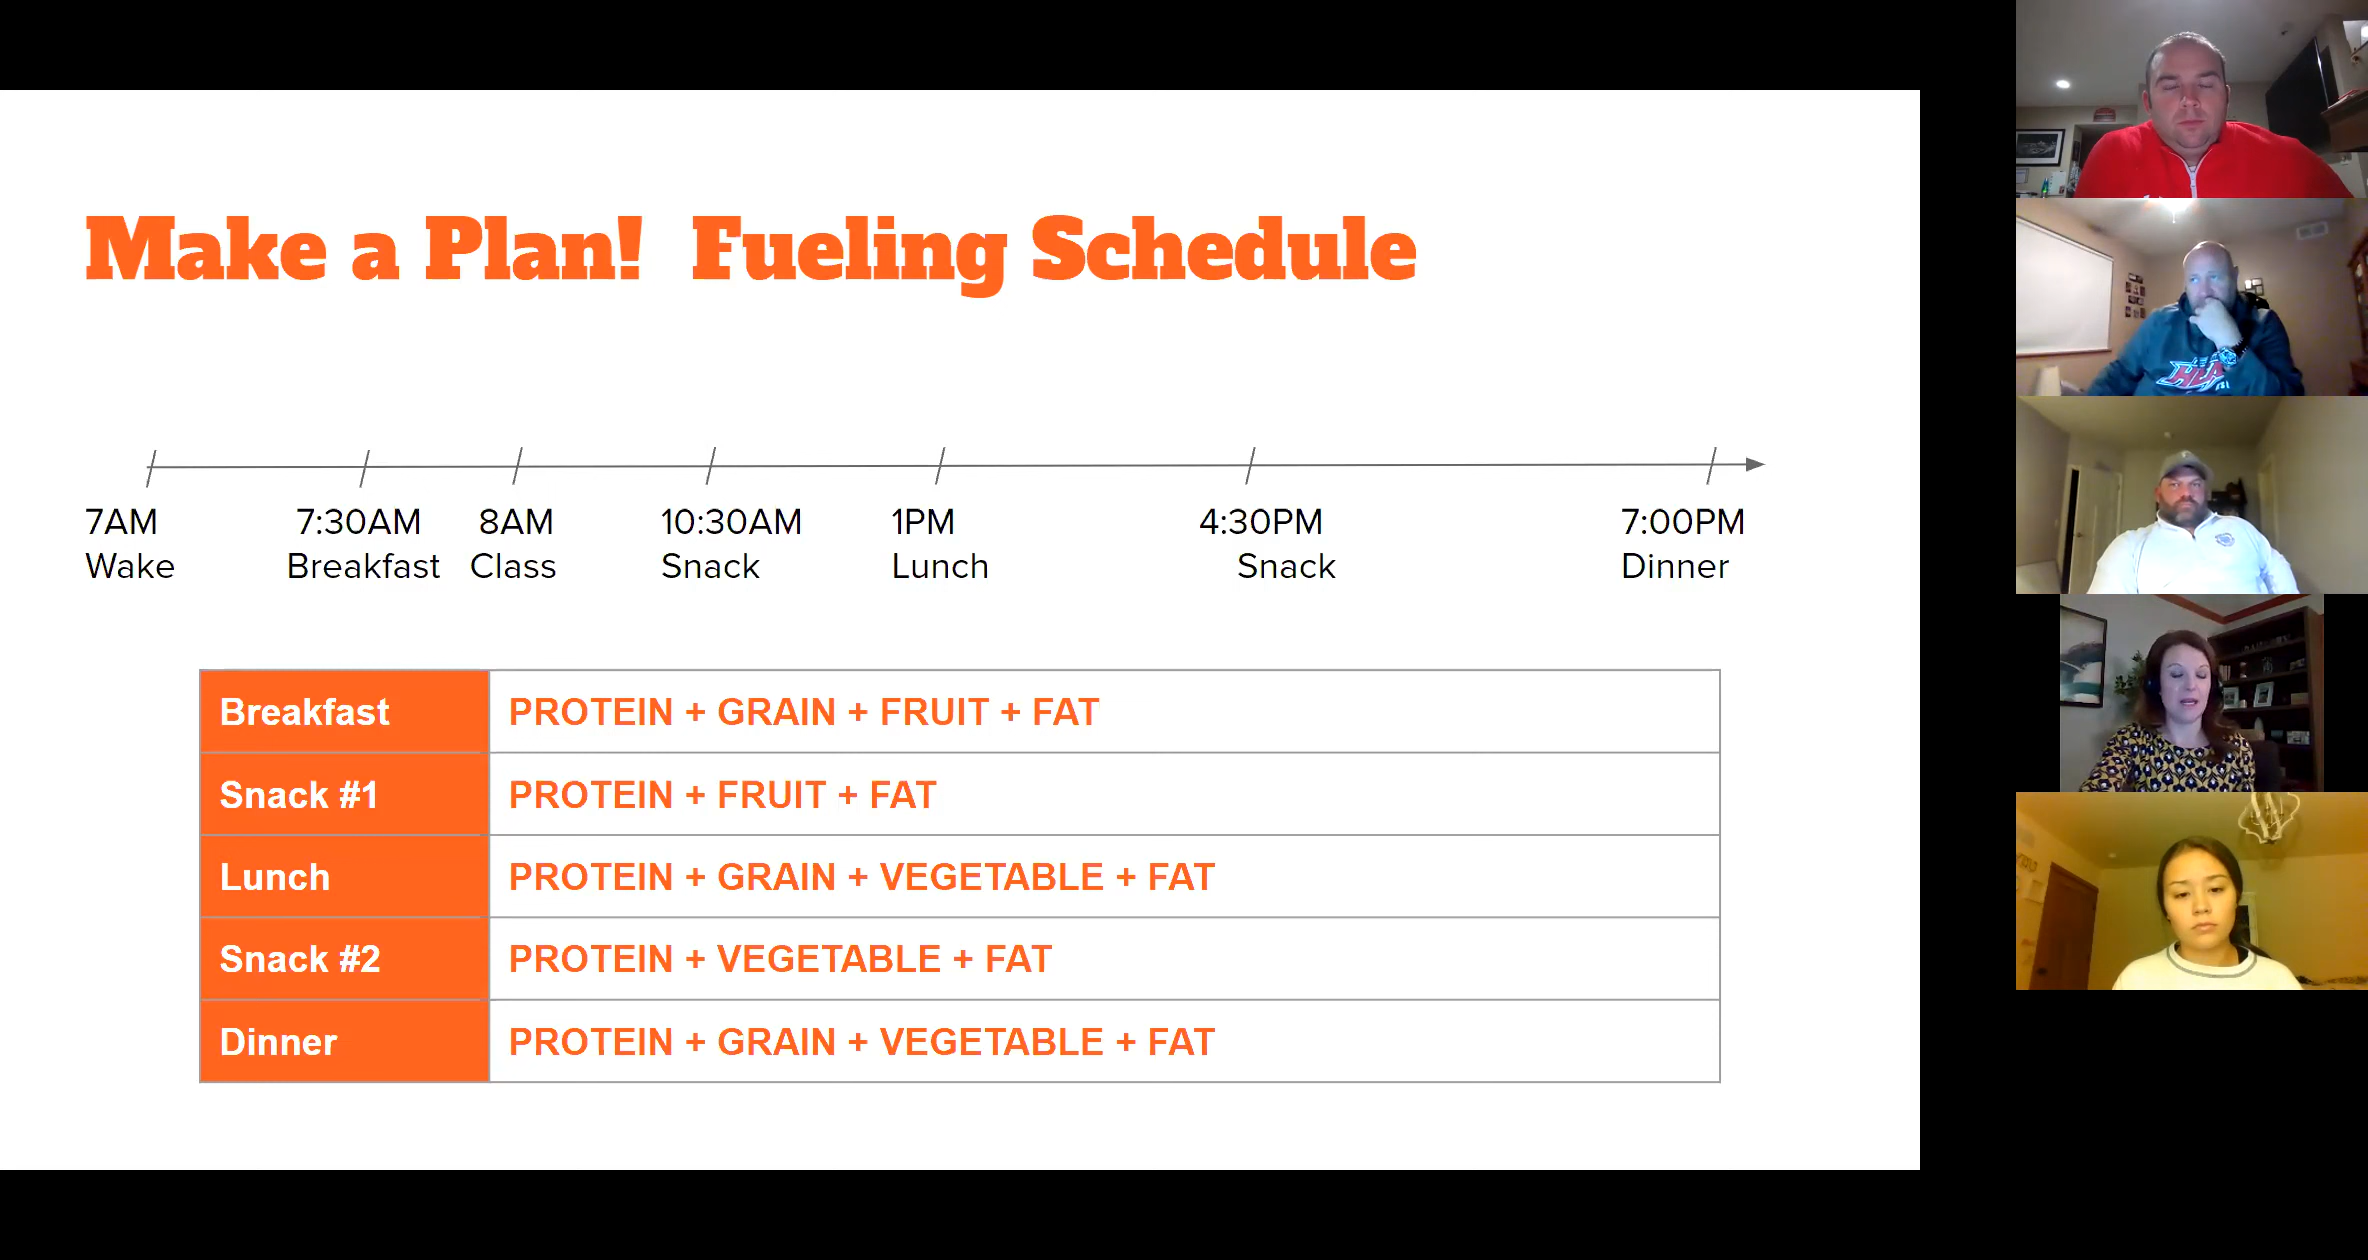 Make a Plan!  Fueling Schedule
7AM 7:30AM 8AM 10:30AM 1PM 4:30PM 7:00PM
Wake Breakfast Class Snack Lunch Snack Dinner
Breakfast PROTEIN + GRAIN + FRUIT + FAT
Snack #1 PROTEIN + FRUIT + FAT
Lunch PROTEIN + GRAIN + VEGETABLE + FAT
Snack #2 PROTEIN + VEGETABLE + FAT
Dinner PROTEIN + GRAIN + VEGETABLE + FAT